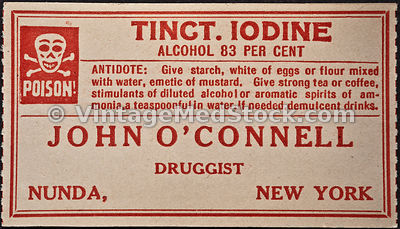 TINCT. IODINE
ALCOHOL 83 PER CENT
POISON!
ANTIDOTE: Give starch, white of eggs or flour mixed
with water, emetic of mustard. Give strong tea or coffee,
stimulants of diluted alcohol or aromatic spirits of am-
monia, a teaspoonful in water. If needed demulcent drinks.
© VintageMedStock.com
JOHN O'CONNELL
DRUGGIST
NUNDA, NEW YORK